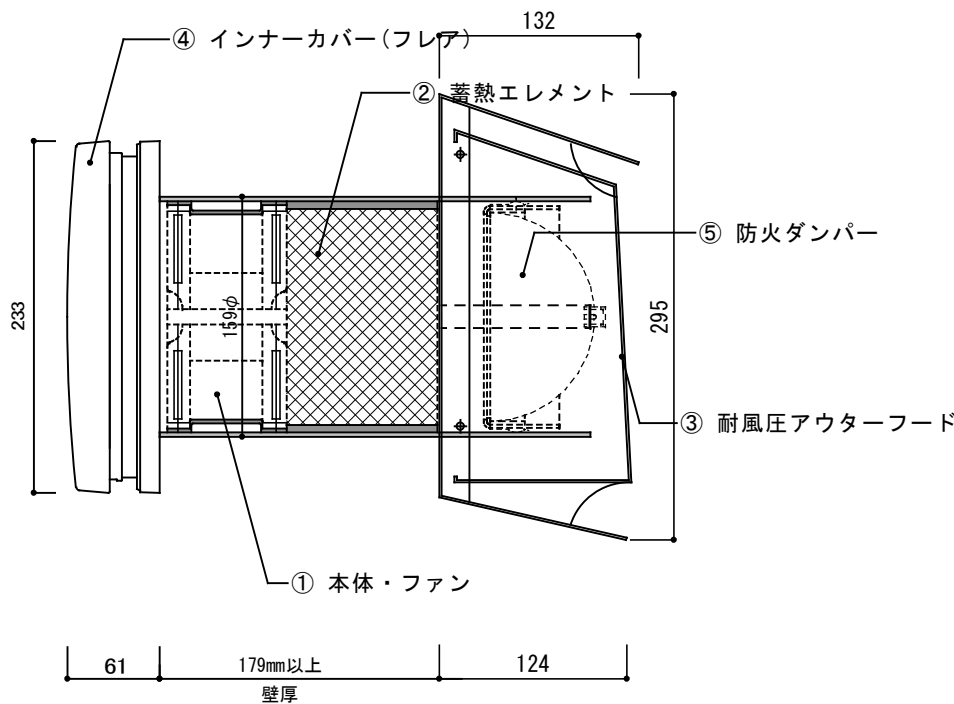 132
④ インナーカバー(フレア)
② 蓄熱エレメント
⑤ 防火ダンパー
233
159φ
295
③ 耐風圧アウターフード
① 本体・ファン
61
179mm以上
124
壁厚